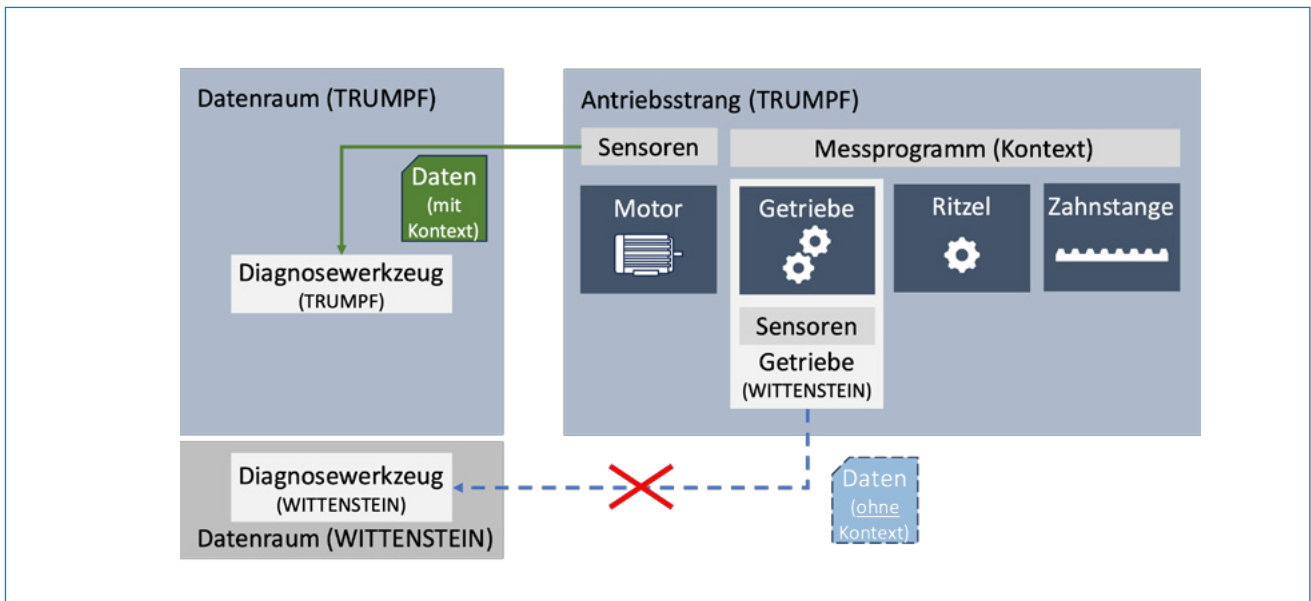 Datenraum (TRUMPF)
Daten
(mit
Kontext)
Diagnosewerkzeug
(TRUMPF)
Antriebsstrang (TRUMPF)
Sensoren
Messprogramm (Kontext)
Motor
Getriebe
Ritzel
Zahnstange
Sensoren
Getriebe
(WITTENSTEIN)
Diagnosewerkzeug
(WITTENSTEIN)
Datenraum (WITTENSTEIN)
Daten
(ohne
Kontext)